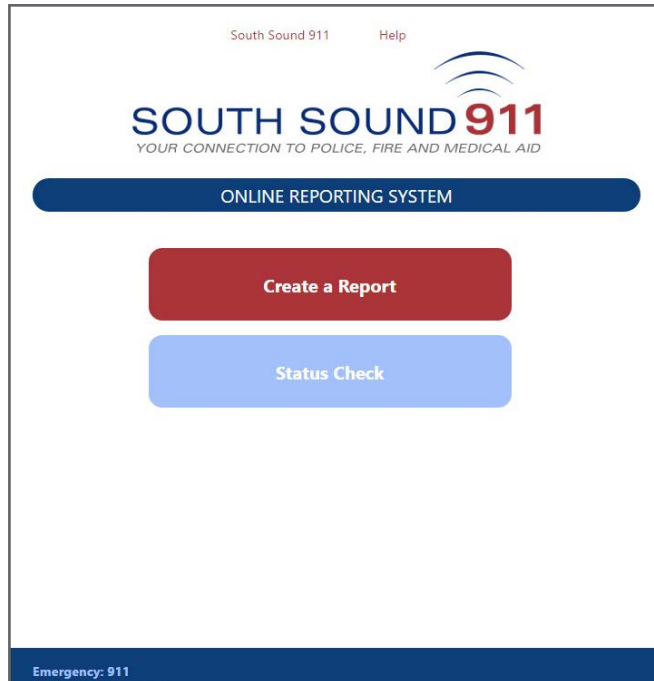 South Sound 911 Help
SOUTH SOUND 911
YOUR CONNECTION TO POLICE, FIRE AND MEDICAL AID
ONLINE REPORTING SYSTEM
Create a Report
Status Check
Emergency: 911